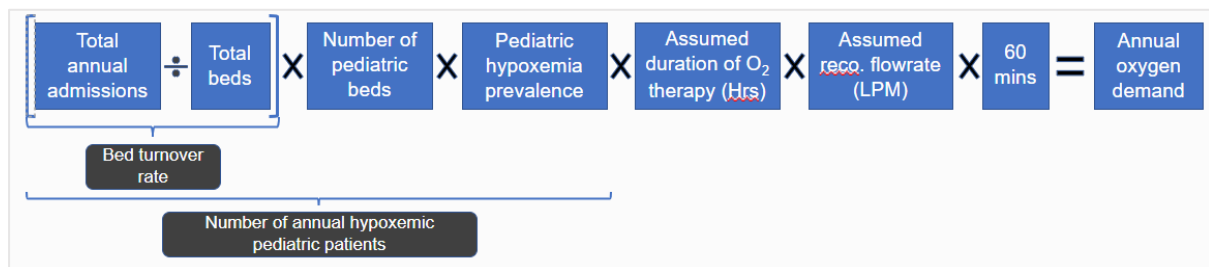 Total
annual
admissions
÷
Total
beds
X
Number of
pediatric
beds
X
Pediatric
hypoxemia
prevalence
X
Assumed
duration of O₂
therapy (Hrs)
X
Assumed
reco. flowrate
(LPM)
X
60
mins
=
Annual
oxygen
demand
Bed turnover
rate
Number of annual hypoxemic
pediatric patients